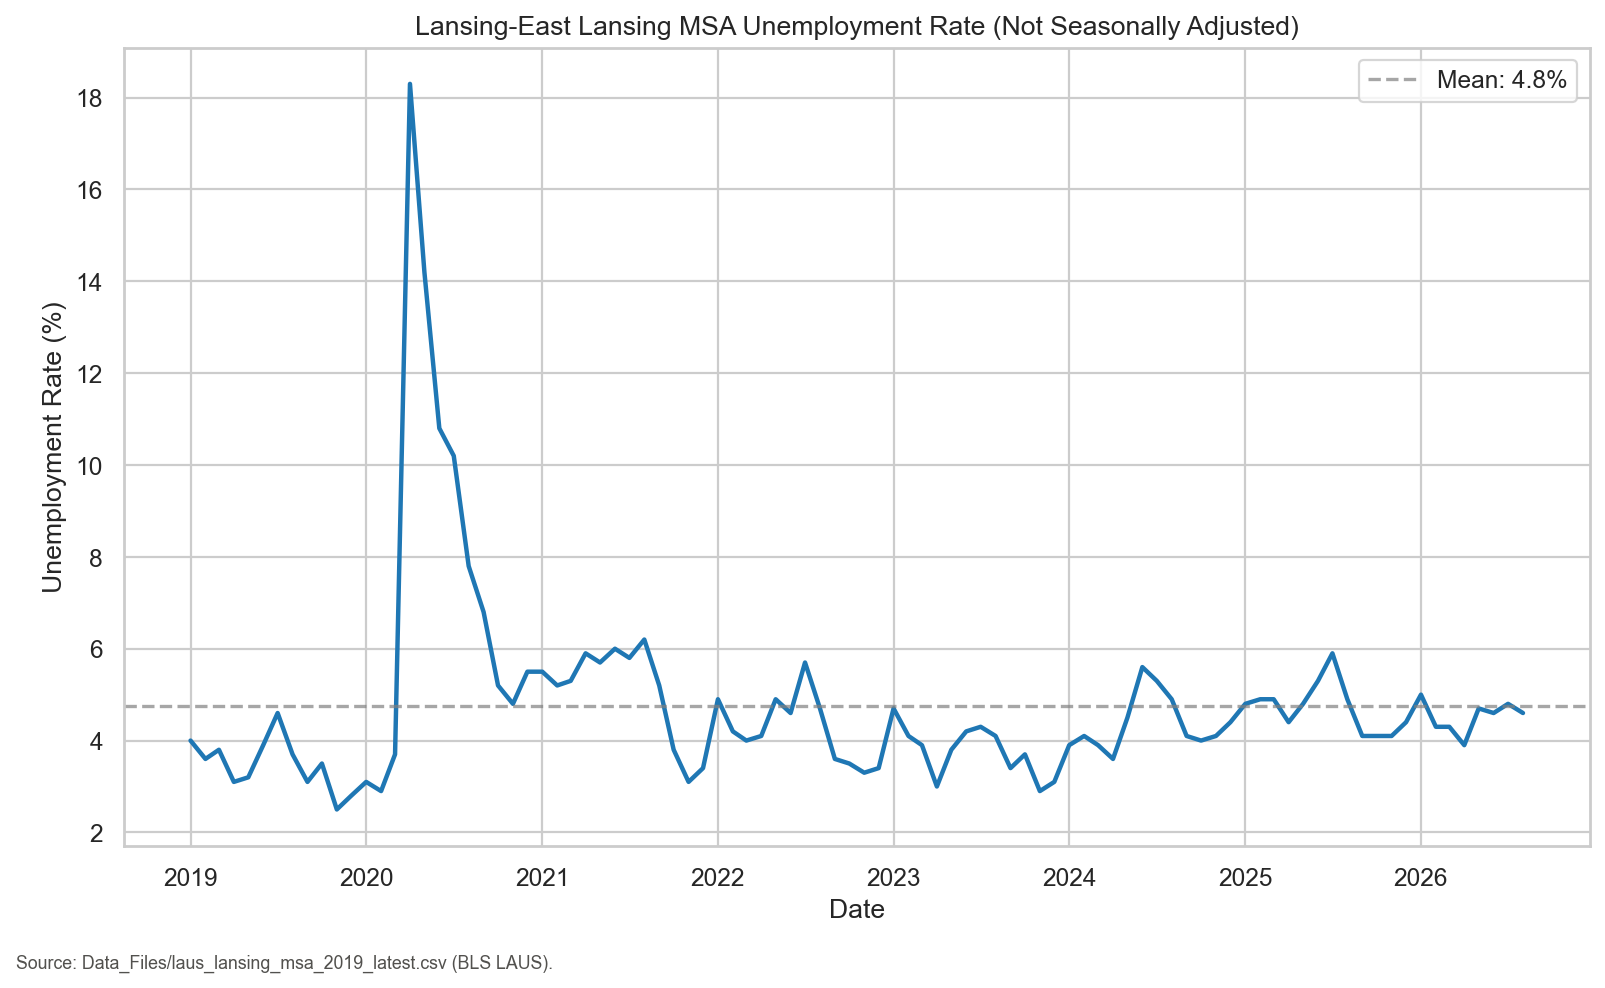 Lansing-East Lansing MSA Unemployment Rate (Not Seasonally Adjusted)
Mean: 4.8%
Unemployment Rate (%)
18
16
14
12
10
8
6
4
2
2019 2020 2021 2022 2023 2024 2025 2026
Date
Source: Data_Files/laus_lansing_msa_2019_latest.csv (BLS LAUS).